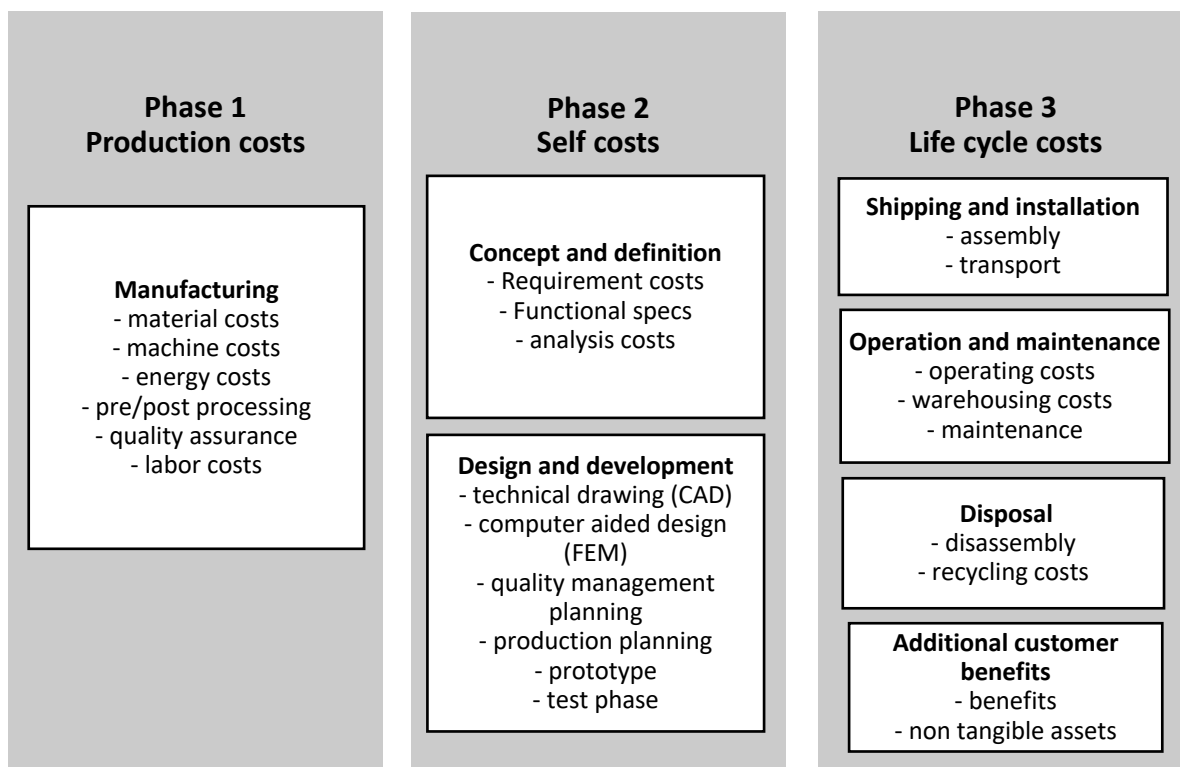 Phase 1
Production costs
Manufacturing
- material costs
- machine costs
- energy costs
- pre/post processing
- quality assurance
- labor costs
Phase 2
Self costs
Concept and definition
- Requirement costs
- Functional specs
- analysis costs
Design and development
- technical drawing (CAD)
- computer aided design
(FEM)
- quality management
planning
- production planning
- prototype
- test phase
Phase 3
Life cycle costs
Shipping and installation
- assembly
- transport
Operation and maintenance
- operating costs
- warehousing costs
- maintenance
Disposal
- disassembly
- recycling costs
Additional customer
benefits
- benefits
- non tangible assets